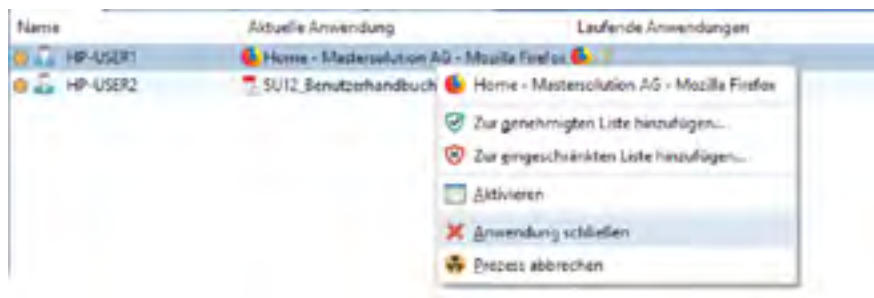 Name Aktuelle Anwendung Laufende Anwendungen
HP-USER1 Home - Mastersolution AG - Mozilla Firefox
HP-USER2 SU12_Benutzerhandbuch
Home - Mastersolution AG - Mozilla Firefox
Zur genehmigten Liste hinzufügen...
Zur eingeschränkten Liste hinzufügen...
Aktivieren
Anwendung schließen
Prozess abbrechen